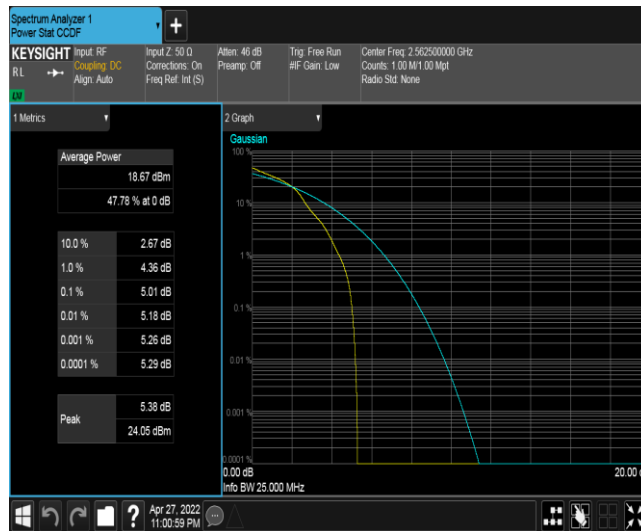 Spectrum Analyzer 1
Power Stat CCDF
+
KEYSIGHT
RL
Input: RF
Coupling: DC
Align: Auto
Input Z: 50 Ω
Corrections: On
Freq Ref: Int (S)
Atten: 46 dB
Preamp: Off
Trig: Free Run
#IF Gain: Low
Center Freq: 2.562500000 GHz
Counts: 1.00 M/1.00 Mpt
Radio Std: None
1 Metrics
Average Power
18.67 dBm
47.78 % at 0 dB
10.0 % 2.67 dB
1.0 % 4.36 dB
0.1 % 5.01 dB
0.01 % 5.18 dB
0.001 % 5.26 dB
0.0001 % 5.29 dB
Peak
5.38 dB
24.05 dBm
2 Graph
Gaussian
100 %
10 %
1 %
0.1 %
0.01 %
0.001 %
0.0001 %
0.00 dB
20.00
Info BW 25.000 MHz
?
Apr 27, 2022
11:00:59 PM